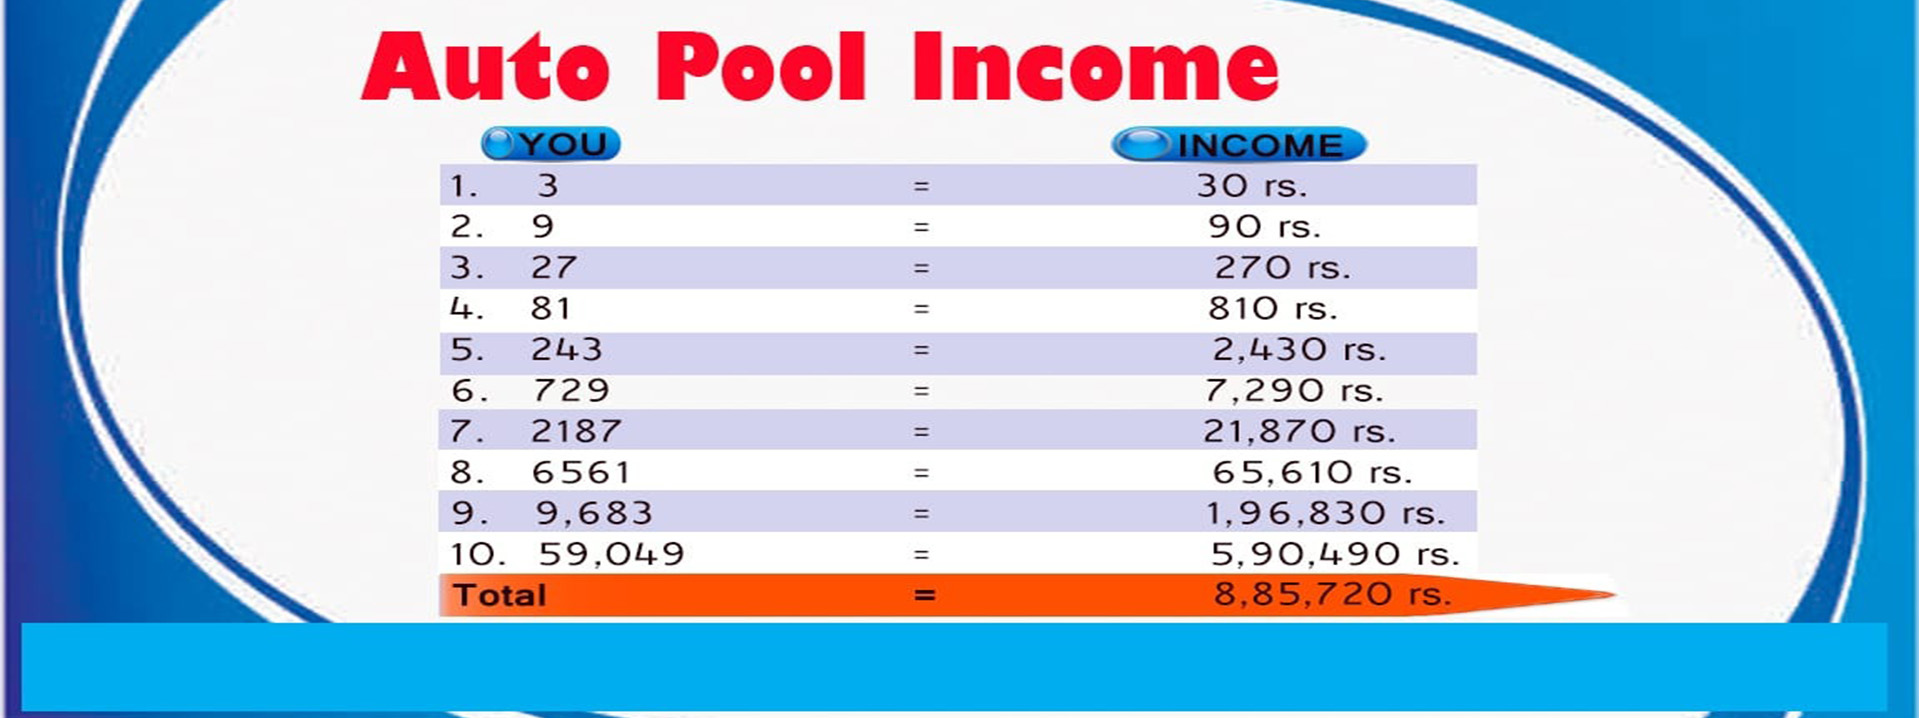 Auto Pool Income
YOU INCOME
1. 3 = 30 rs.
2. 9 = 90 rs.
3. 27 = 270 rs.
4. 81 = 810 rs.
5. 243 = 2,430 rs.
6. 729 = 7,290 rs.
7. 2187 = 21,870 rs.
8. 6561 = 65,610 rs.
9. 9,683 = 1,96,830 rs.
10. 59,049 = 5,90,490 rs.
Total = 8,85,720 rs.